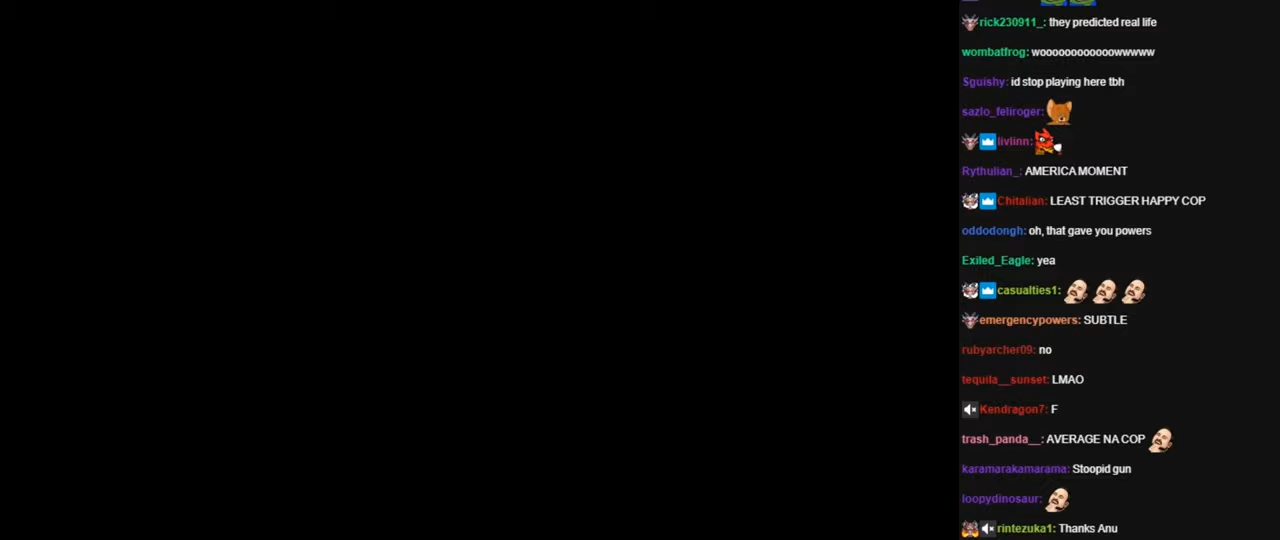 rick230911_: they predicted real life
wombatfrog: woooooooooooowwwww
Sguishy: id stop playing here tbh
sazlo_feliroger:
livlinn:
Rythulian_: AMERICA MOMENT
Chitalian: LEAST TRIGGER HAPPY COP
oddodongh: oh, that gave you powers
Exiled_Eagle: yea
casualties1:
emergencypowers: SUBTLE
rubyarcher09: no
tequila__sunset: LMAO
Kendragon7: F
trash_panda__: AVERAGE NA COP
karamarakamarama: Stoopid gun
loopydinosaur:
rintezuka1: Thanks Anu